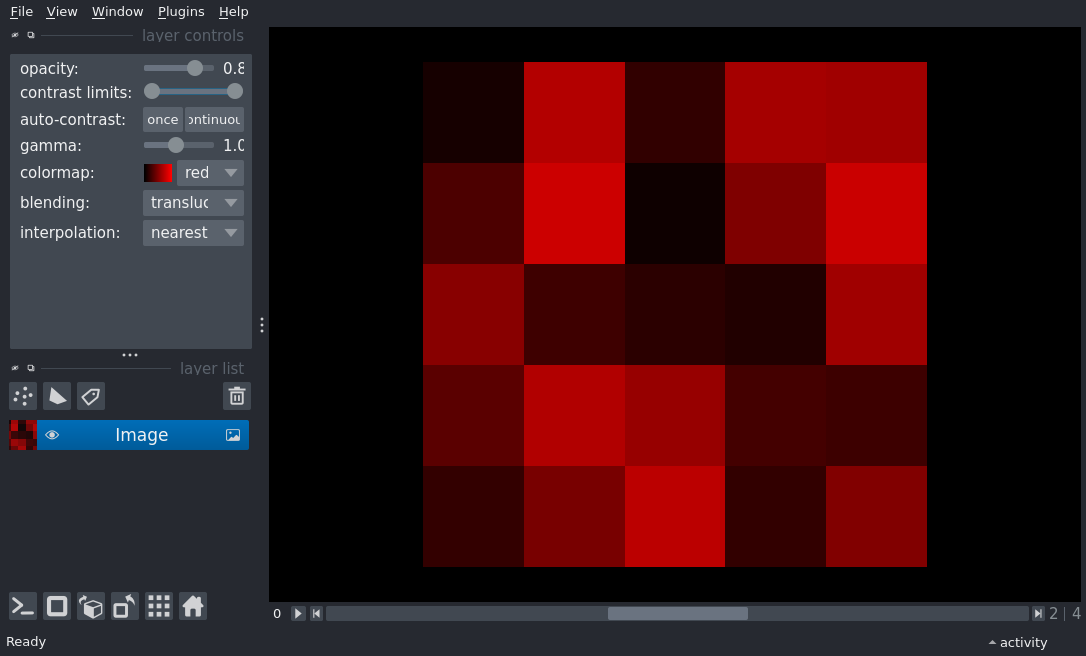 File View Window Plugins Help
layer controls
opacity: 0.8
contrast limits:
auto-contrast: once ontinuou
gamma: 1.0
colormap: red
blending: transluc
interpolation: nearest
layer list
Image
0 2 | 4
Ready activity